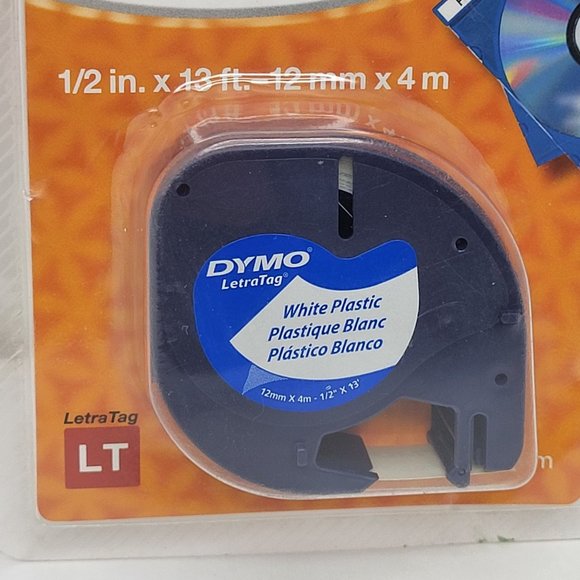 1/2 in. x 13 ft. 12 mm x 4 m
DYMO®
LetraTag®
White Plastic
Plastique Blanc
Plástico Blanco
12mm X 4m - 1/2" X 13'
LetraTag
LT
m